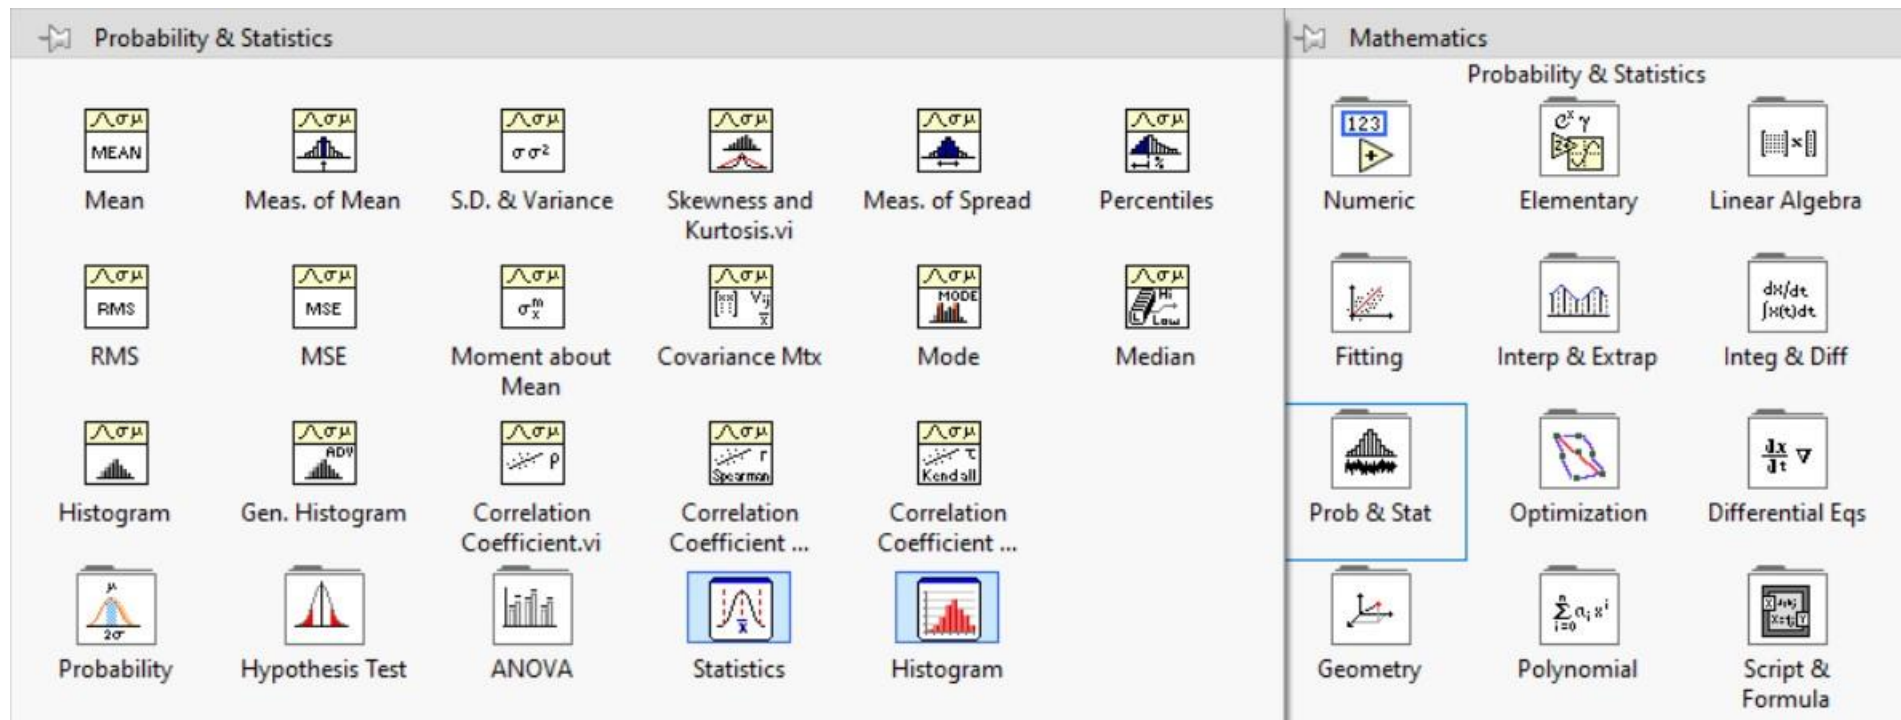 Probability & Statistics
Mean
Meas. of Mean
S.D. & Variance
Skewness and
Kurtosis.vi
Meas. of Spread
Percentiles
RMS
MSE
Moment about
Mean
Covariance Mtx
Mode
Median
Histogram
Gen. Histogram
Correlation
Coefficient.vi
Correlation
Coefficient ...
Correlation
Coefficient ...
Probability
Hypothesis Test
ANOVA
Statistics
Histogram
Mathematics
Probability & Statistics
Numeric
Elementary
Linear Algebra
Fitting
Interp & Extrap
Integ & Diff
Prob & Stat
Optimization
Differential Eqs
Geometry
Polynomial
Script &
Formula